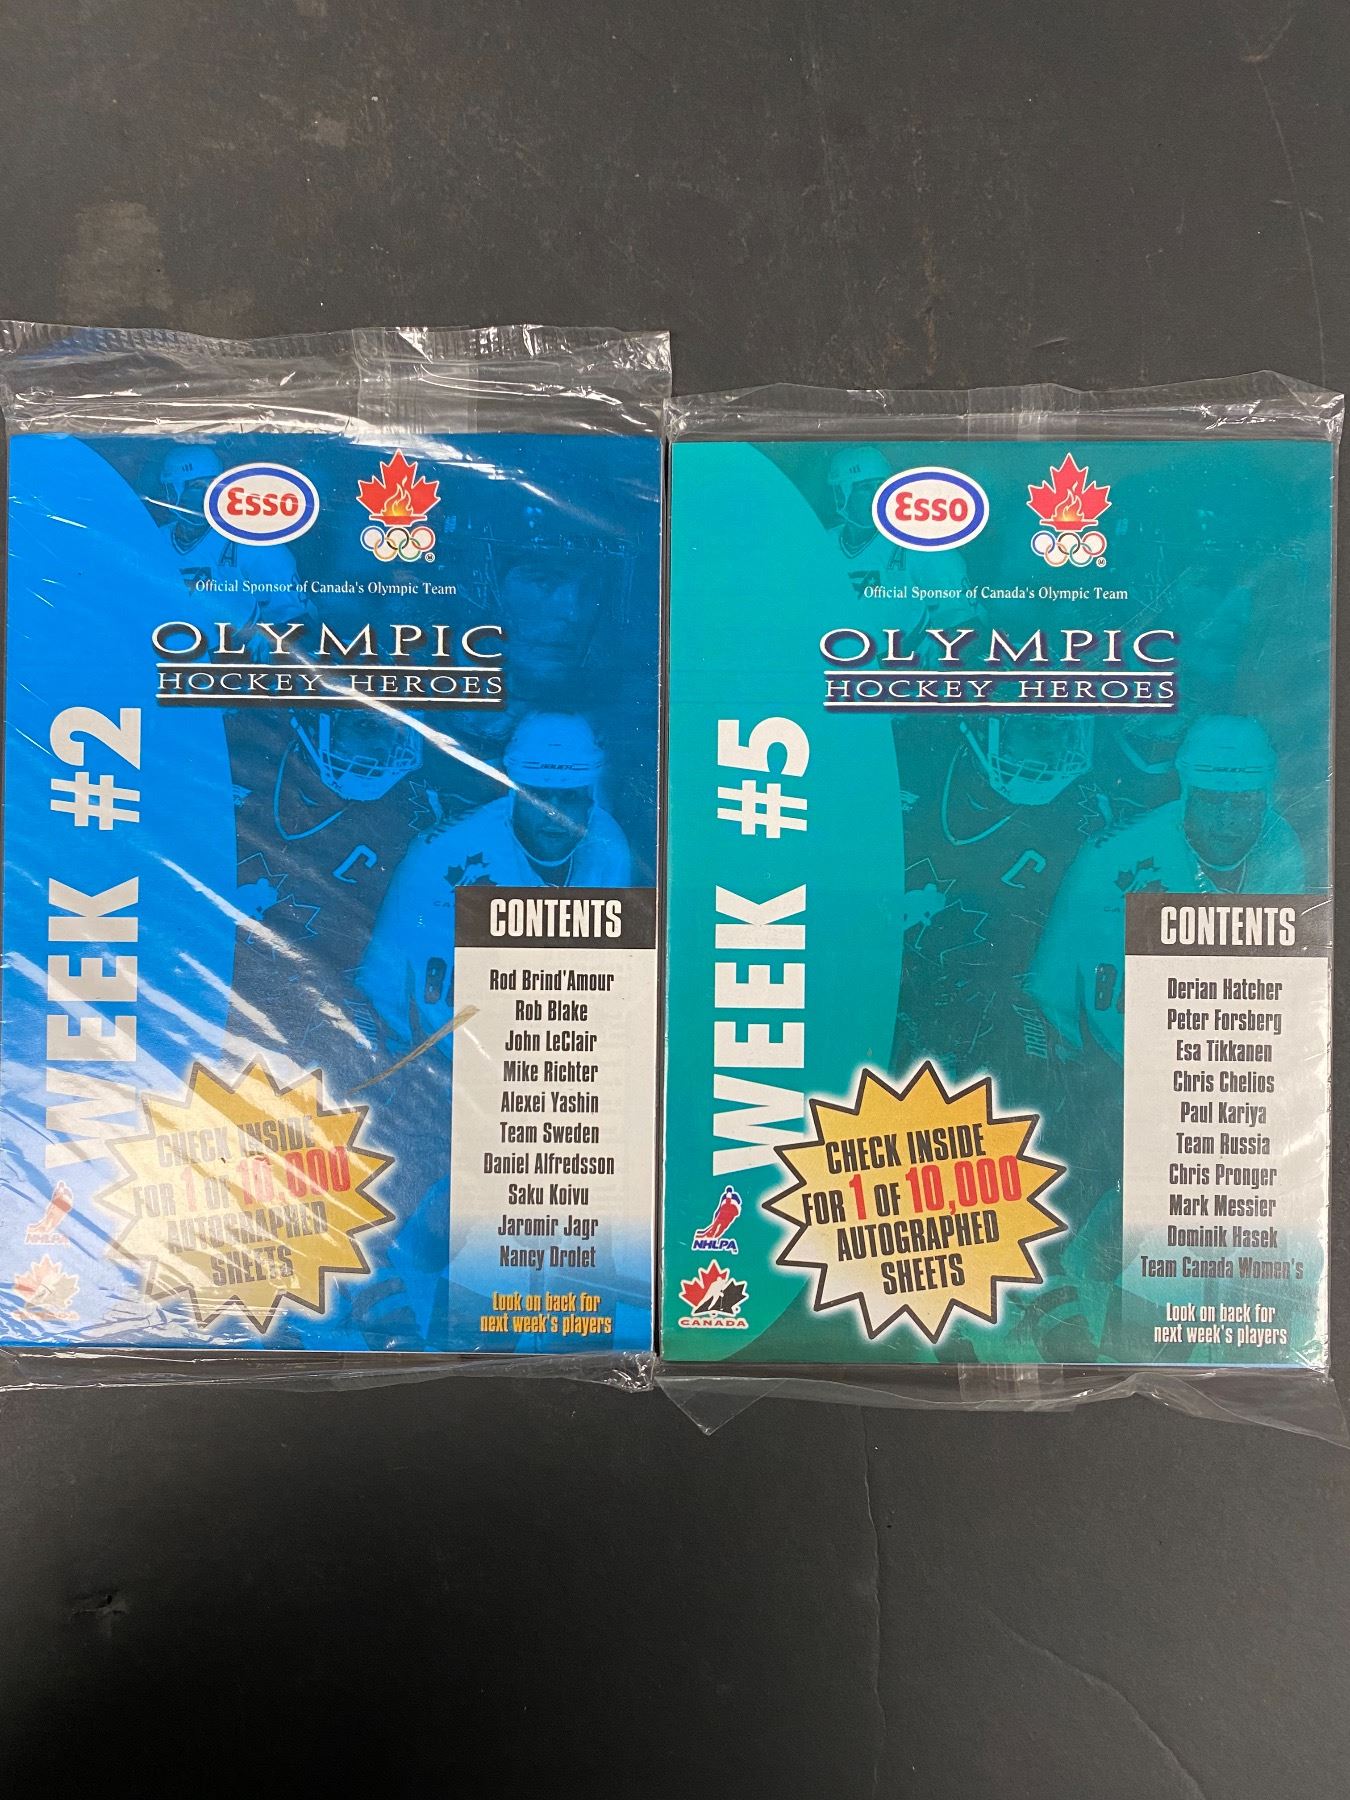 Esso
Official Sponsor of Canada's Olympic Team
OLYMPIC
HOCKEY HEROES
WEEK #2
CONTENTS
Rod Brind'Amour
Rob Blake
John LeClair
Mike Richter
Alexei Yashin
Team Sweden
Daniel Alfredsson
Saku Koivu
Jaromir Jagr
Nancy Drolet
Look on back for
next week's players
CHECK INSIDE
FOR 1 OF 10,000
AUTOGRAPHED
SHEETS
NHLPA
CANADA
Esso
Official Sponsor of Canada's Olympic Team
OLYMPIC
HOCKEY HEROES
WEEK #5
CONTENTS
Derian Hatcher
Peter Forsberg
Esa Tikkanen
Chris Chelios
Paul Kariya
Team Russia
Chris Pronger
Mark Messier
Dominik Hasek
Team Canada Women's
Look on back for
next week's players
CHECK INSIDE
FOR 1 OF 10,000
AUTOGRAPHED
SHEETS
NHLPA
CANADA